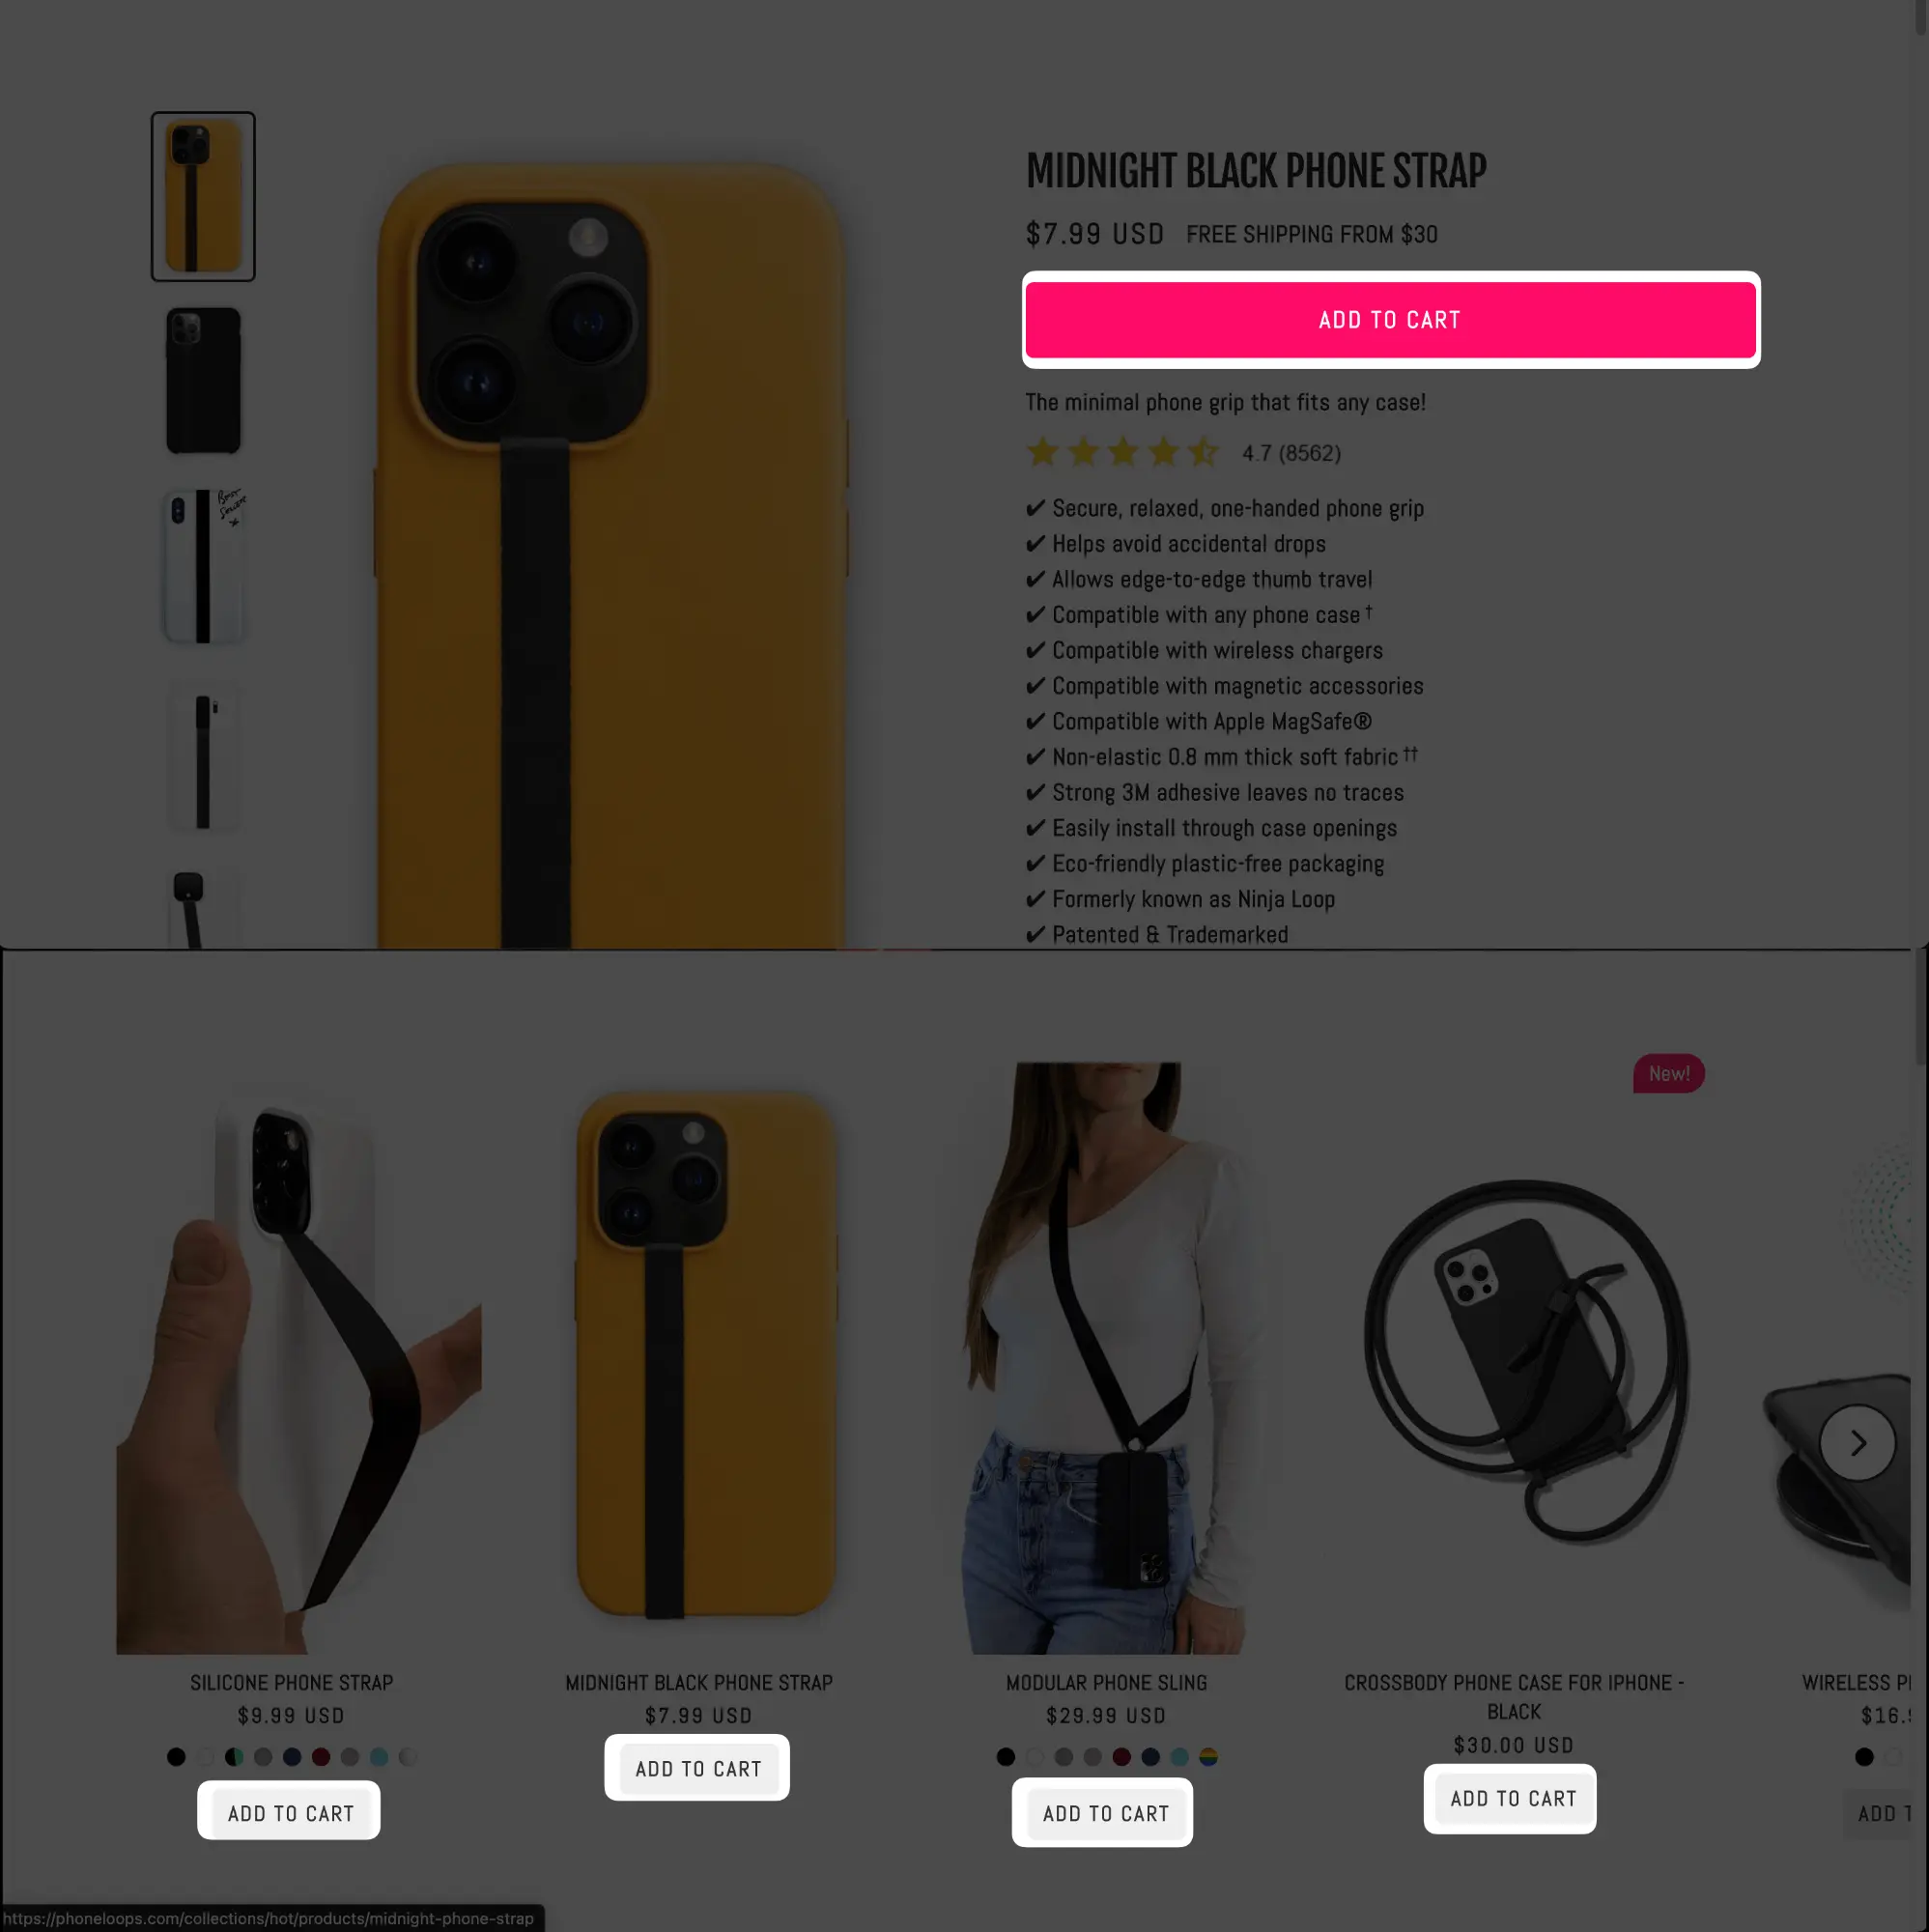 MIDNIGHT BLACK PHONE STRAP
$7.99 USD FREE SHIPPING FROM $30
ADD TO CART
The minimal phone grip that fits any case!
4.7 (8562)
✔ Secure, relaxed, one-handed phone grip
✔ Helps avoid accidental drops
✔ Allows edge-to-edge thumb travel
✔ Compatible with any phone case †
✔ Compatible with wireless chargers
✔ Compatible with magnetic accessories
✔ Compatible with Apple MagSafe®
✔ Non-elastic 0.8 mm thick soft fabric ††
✔ Strong 3M adhesive leaves no traces
✔ Easily install through case openings
✔ Eco-friendly plastic-free packaging
✔ Formerly known as Ninja Loop
✔ Patented & Trademarked
New!
SILICONE PHONE STRAP
$9.99 USD
ADD TO CART
MIDNIGHT BLACK PHONE STRAP
$7.99 USD
ADD TO CART
MODULAR PHONE SLING
$29.99 USD
ADD TO CART
CROSSBODY PHONE CASE FOR IPHONE -
BLACK
$30.00 USD
ADD TO CART
WIRELESS
$16.
ADD
https://phoneloops.com/collections/hot/products/midnight-phone-strap